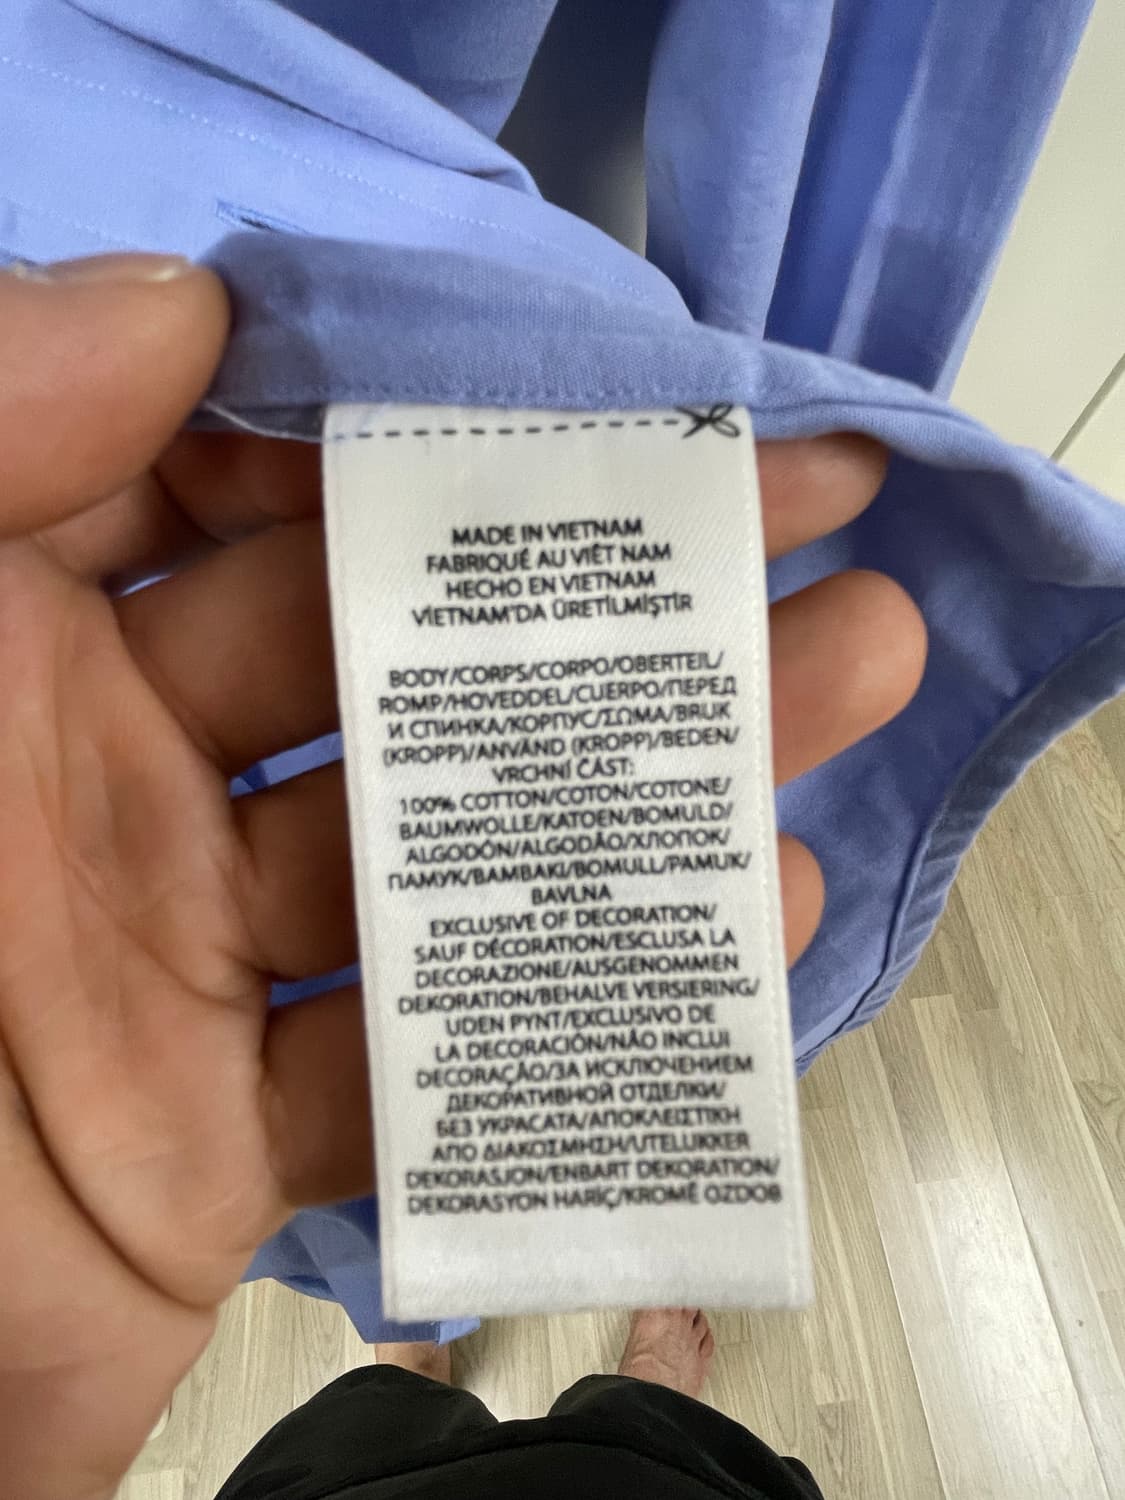 MADE IN VIETNAM
FABRIQUÉ AU VIÊT NAM
HECHO EN VIETNAM
VİETNAM'DA ÜRETİLMİŞTİR
BODY/CORPS/CORPO/OBERTEIL/
ROMP/HOVEDDEL/CUERPO/ПЕРЕД
И СПИНКА/КОРПУС/ΣΩΜΑ/BRUK
(KROPP)/ANVÄND (KROPP)/BEDEN/
VRCHNÍ ČÁST:
100% COTTON/COTON/COTONE/
BAUMWOLLE/KATOEN/BOMULD/
ALGODÓN/ALGODÃO/ХЛОПОК/
ПАМУК/ΒΑΜΒΑΚΙ/BOMULL/PAMUK/
BAVLNA
EXCLUSIVE OF DECORATION/
SAUF DÉCORATION/ESCLUSA LA
DECORAZIONE/AUSGENOMMEN
DEKORATION/BEHALVE VERSIERING/
UDEN PYNT/EXCLUSIVO DE
LA DECORACIÓN/NÃO INCLUI
DECORAÇÃO/ЗА ИСКЛЮЧЕНИЕМ
ДЕКОРАТИВНОЙ ОТДЕЛКИ/
БЕЗ УКРАСАТА/ΑΠΟΚΛΕΙΣΤΙΚΗ
ΑΠΟ ΔΙΑΚΟΣΜΗΣΗ/UTELUKKER
DEKORASJON/ENBART DEKORATION/
DEKORASYON HARİÇ/KROMĚ OZDOB